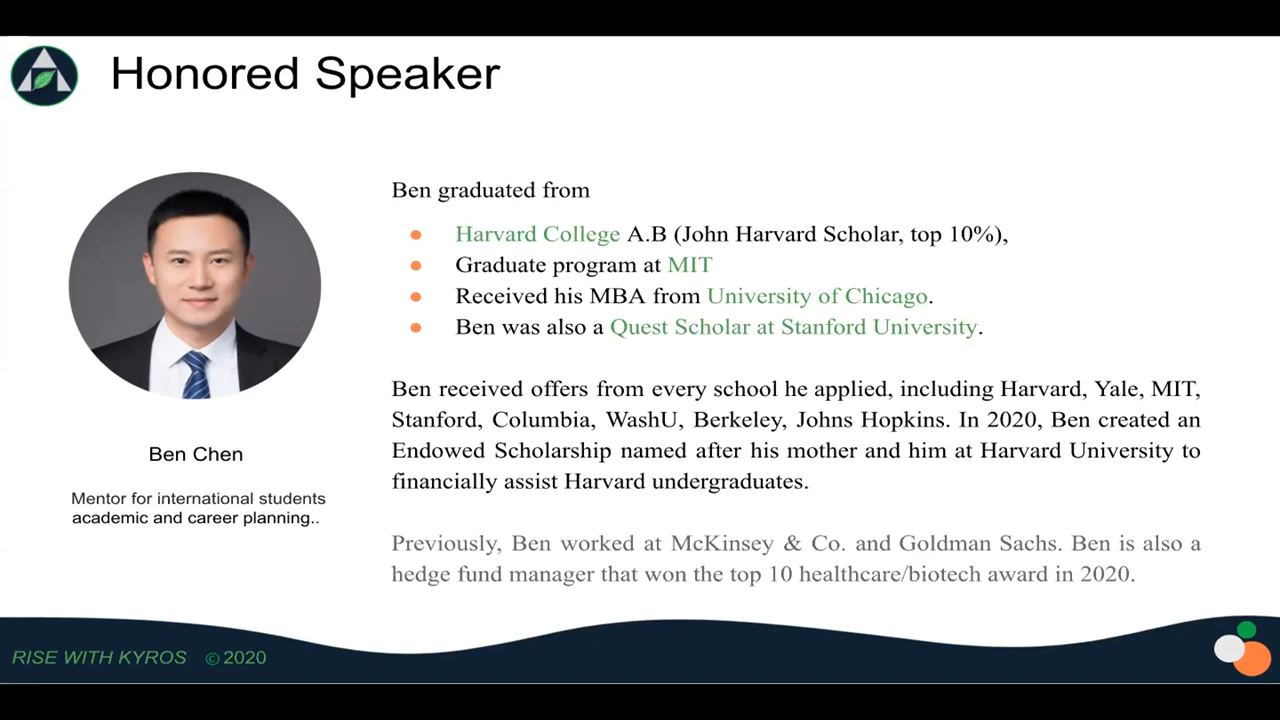 Honored Speaker
Ben graduated from
Harvard College A.B (John Harvard Scholar, top 10%),
Graduate program at MIT
Received his MBA from University of Chicago.
Ben was also a Quest Scholar at Stanford University.
Ben received offers from every school he applied, including Harvard, Yale, MIT,
Stanford, Columbia, WashU, Berkeley, Johns Hopkins. In 2020, Ben created an
Endowed Scholarship named after his mother and him at Harvard University to
financially assist Harvard undergraduates.
Previously, Ben worked at McKinsey & Co. and Goldman Sachs. Ben is also a
hedge fund manager that won the top 10 healthcare/biotech award in 2020.
Ben Chen
Mentor for international students
academic and career planning..
RISE WITH KYROS © 2020